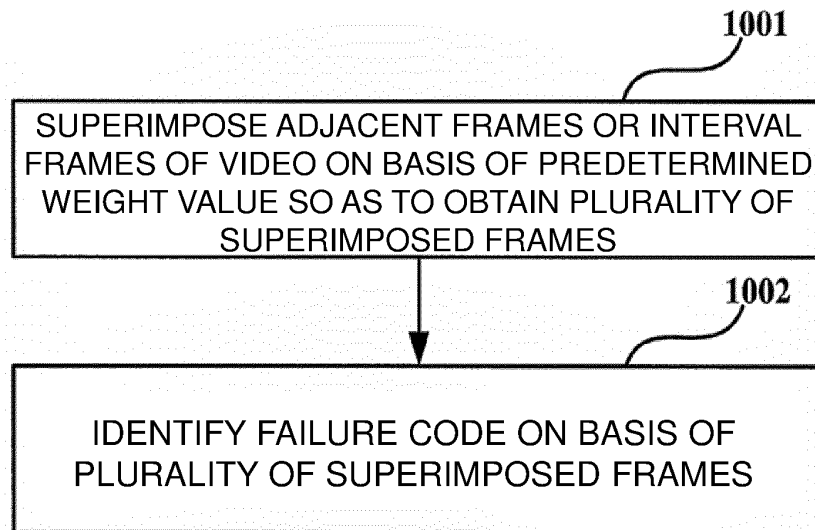 1001
SUPERIMPOSE ADJACENT FRAMES OR INTERVAL
FRAMES OF VIDEO ON BASIS OF PREDETERMINED
WEIGHT VALUE SO AS TO OBTAIN PLURALITY OF
SUPERIMPOSED FRAMES
1002
IDENTIFY FAILURE CODE ON BASIS OF
PLURALITY OF SUPERIMPOSED FRAMES